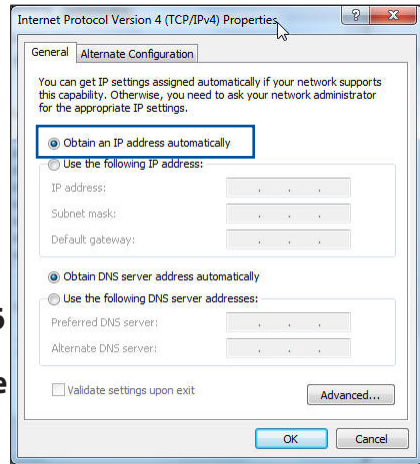 Internet Protocol Version 4 (TCP/IPv4) Properties
General
Alternate Configuration
You can get IP settings assigned automatically if your network supports
this capability. Otherwise, you need to ask your network administrator
for the appropriate IP settings.
Obtain an IP address automatically
Use the following IP address:
IP address:
Subnet mask:
Default gateway:
Obtain DNS server address automatically
Use the following DNS server addresses:
Preferred DNS server:
Alternate DNS server:
e
Validate settings upon exit
Advanced...
OK
Cancel